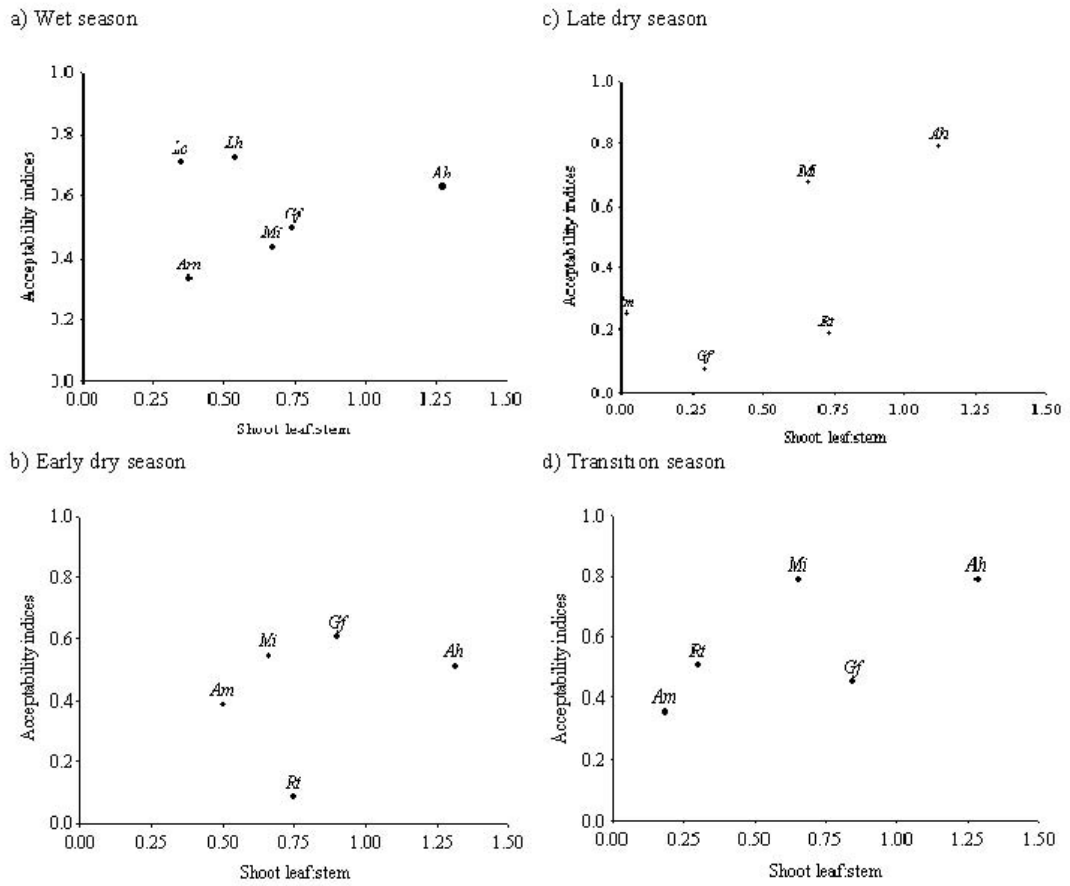 a) Wet season
1.0
0.8
0.6
0.4
0.2
0.0
Acceptability indices
Lc
Lh
Ah
Gf
Mi
Am
0.00 0.25 0.50 0.75 1.00 1.25 1.50
Shoot leaf:stem
c) Late dry season
1.0
0.8
0.6
0.4
0.2
0.0
Acceptability indices
Ah
Mi
Rt
Gf
0.00 0.25 0.50 0.75 1.00 1.25 1.50
Shoot leaf:stem
b) Early dry season
1.0
0.8
0.6
0.4
0.2
0.0
Acceptability indices
Gf
Mi
Ah
Am
Rt
0.00 0.25 0.50 0.75 1.00 1.25 1.50
Shoot leaf:stem
d) Transition season
1.0
0.8
0.6
0.4
0.2
0.0
Acceptability indices
Mi
Ah
Rt
Gf
Am
0.00 0.25 0.50 0.75 1.00 1.25 1.50
Shoot leaf:stem